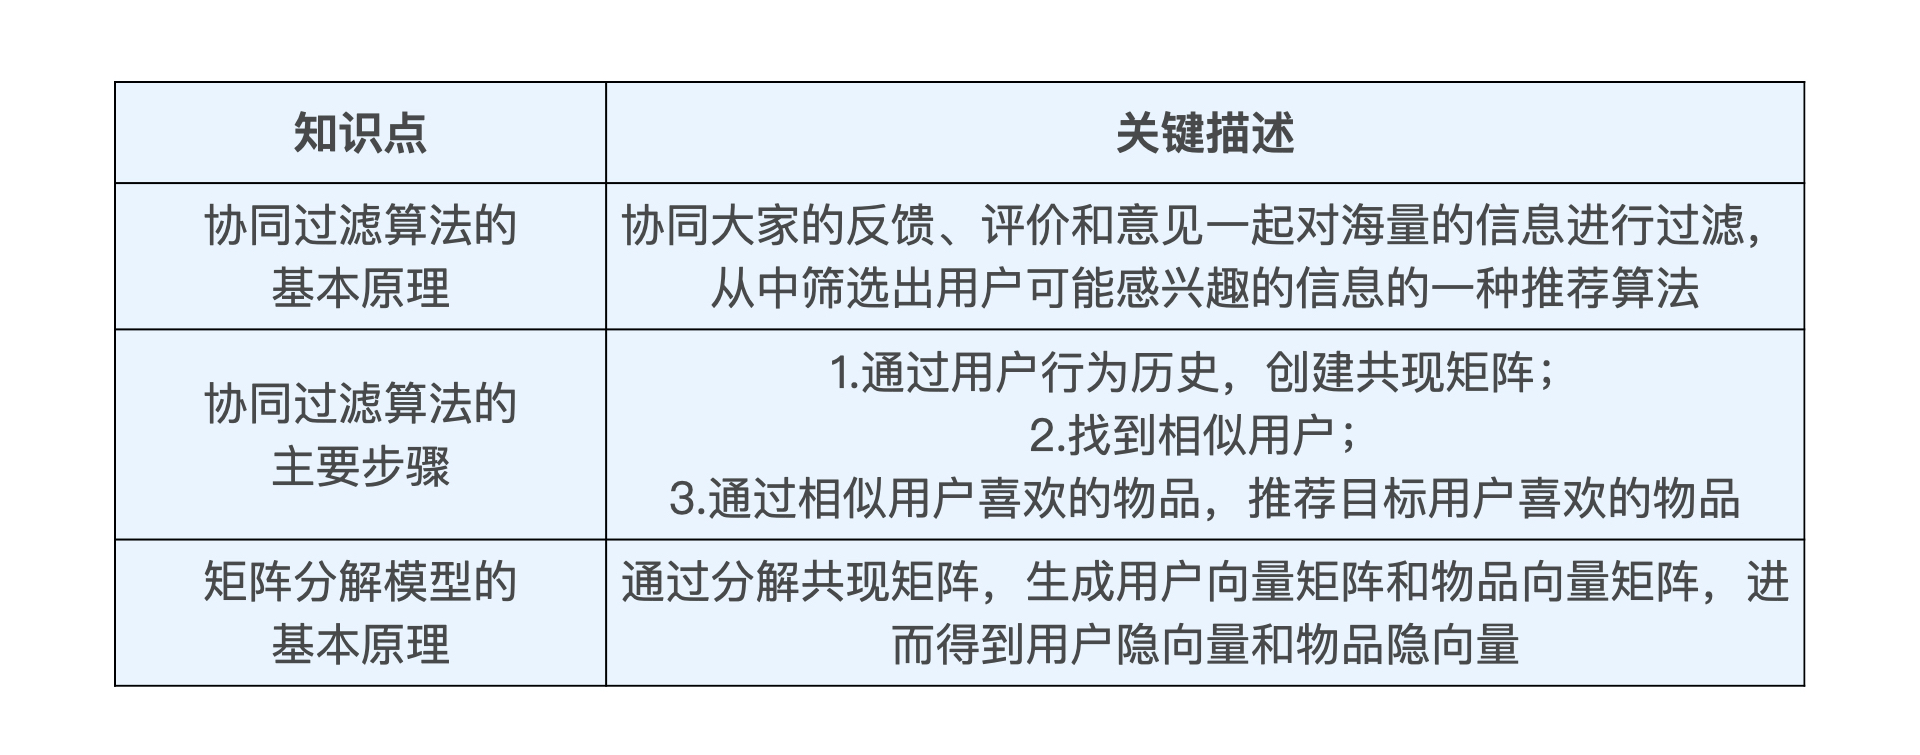 知识点
关键描述
协同过滤算法的
基本原理
协同大家的反馈、评价和意见一起对海量的信息进行过滤，
从中筛选出用户可能感兴趣的信息的一种推荐算法
协同过滤算法的
主要步骤
1.通过用户行为历史，创建共现矩阵；
2.找到相似用户；
3.通过相似用户喜欢的物品，推荐目标用户喜欢的物品
矩阵分解模型的
基本原理
通过分解共现矩阵，生成用户向量矩阵和物品向量矩阵，进
而得到用户隐向量和物品隐向量